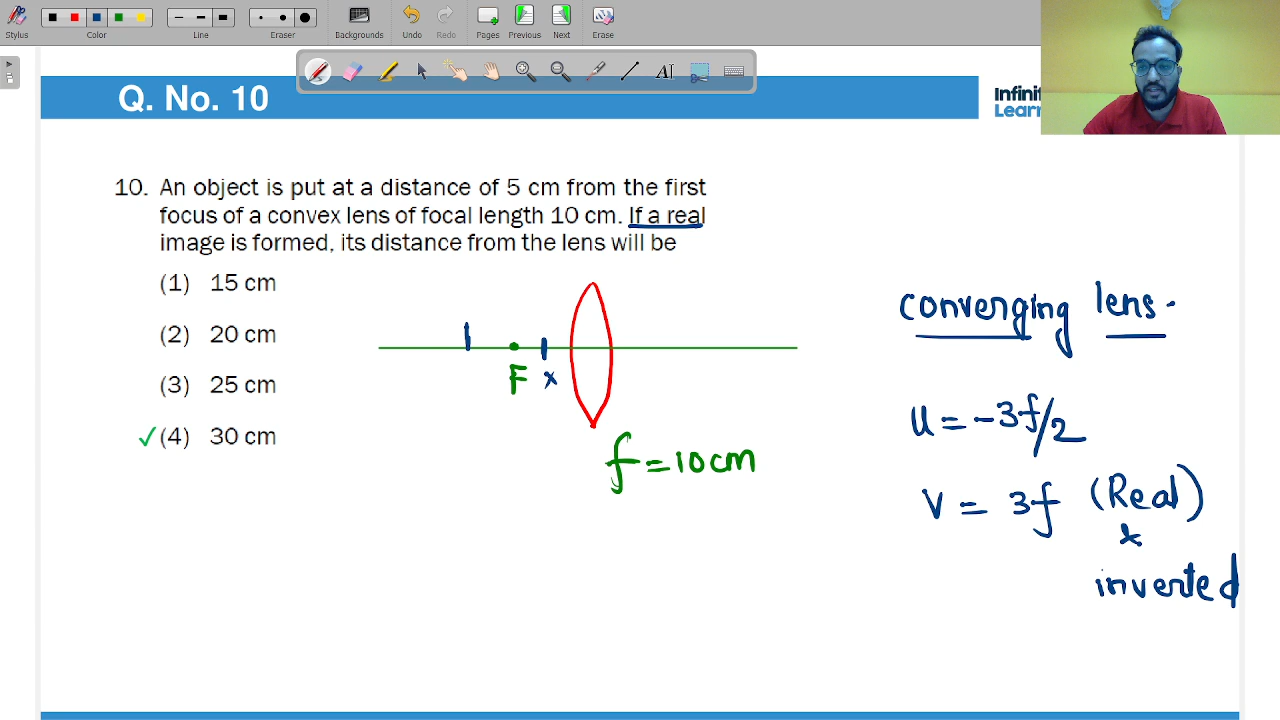 Stylus
Color
Line
Eraser
Backgrounds
Undo
Redo
Pages
Previous
Next
Erase
Q. No. 10
Infinit
Learn
10. An object is put at a distance of 5 cm from the first
focus of a convex lens of focal length 10 cm. If a real
image is formed, its distance from the lens will be
(1) 15 cm
(2) 20 cm
(3) 25 cm
✓(4) 30 cm
F
x
f = 10cm
converging lens.
u = -3f/2
v = 3f (Real)
&
inverted